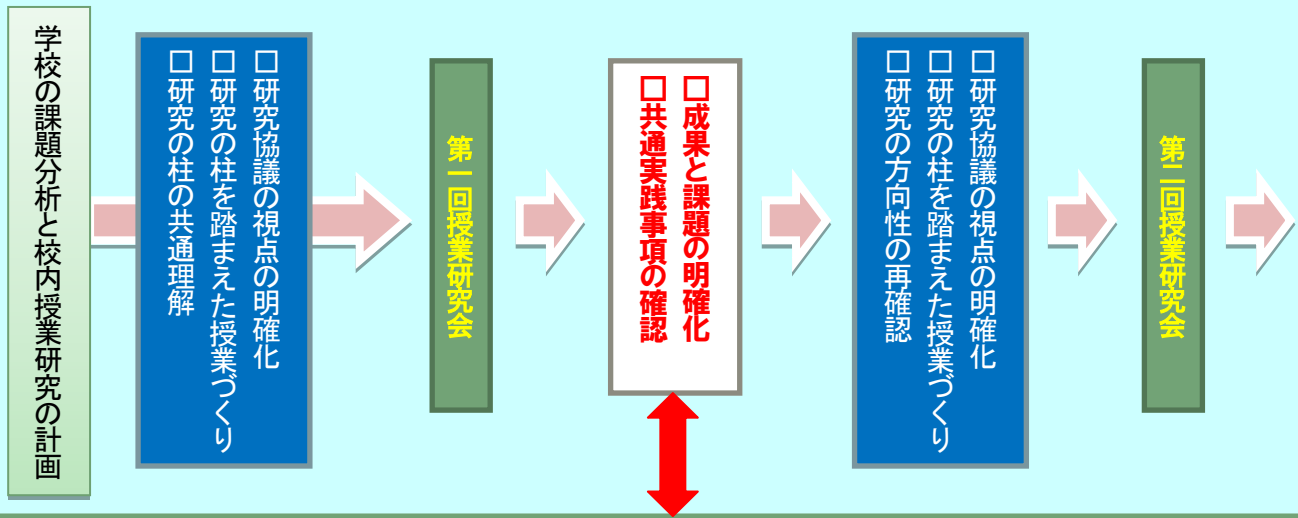 学校の課題分析と校内授業研究の計画
□研究協議の視点の明確化
□研究の柱を踏まえた授業づくり
□研究の柱の共通理解
第一回授業研究会
□成果と課題の明確化
□共通実践事項の確認
□研究協議の視点の明確化
□研究の柱を踏まえた授業づくり
□研究の方向性の再確認
第二回授業研究会